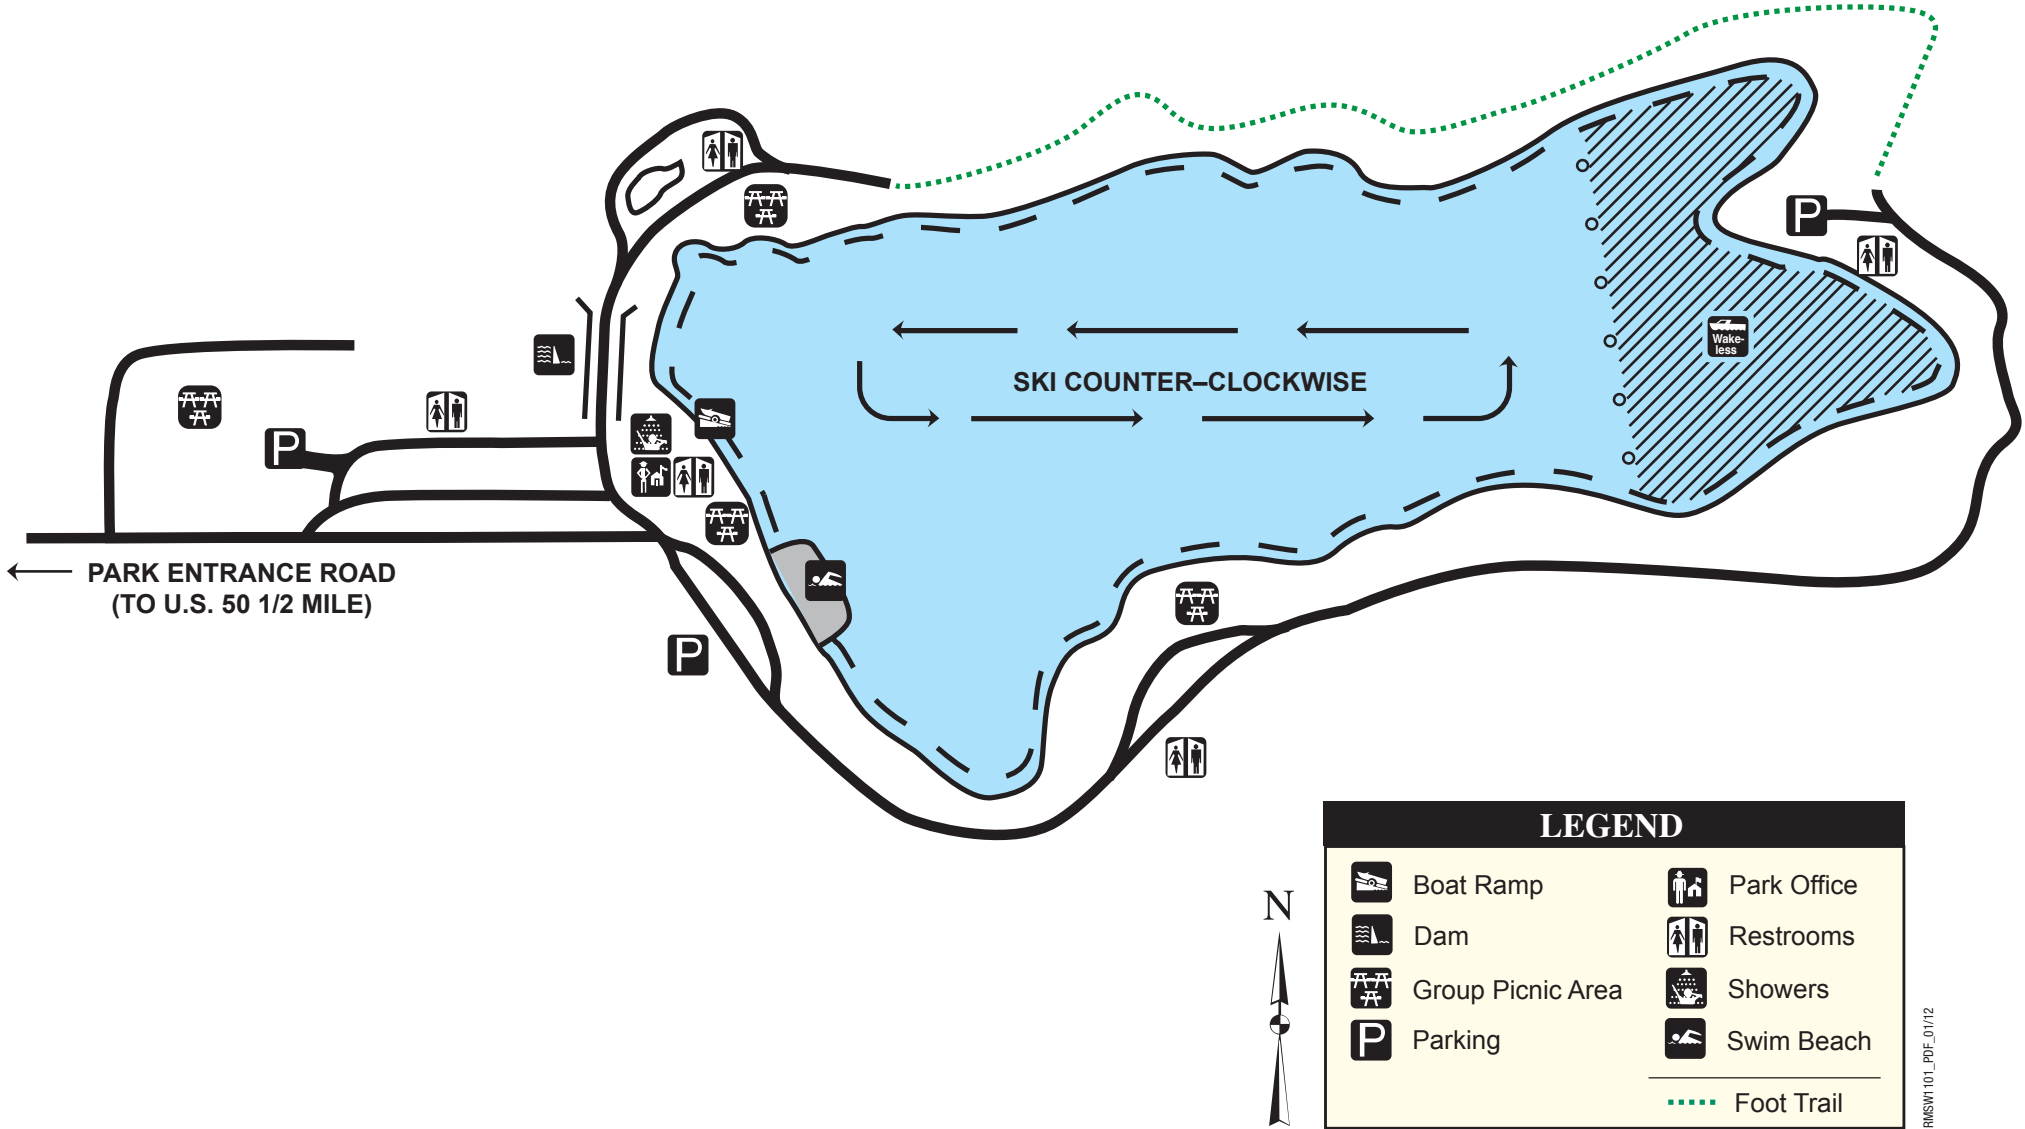 P
Wake-
less
SKI COUNTER–CLOCKWISE
P
PARK ENTRANCE ROAD
(TO U.S. 50 1/2 MILE)
P
LEGEND
N
Boat Ramp
Park Office
Dam
Restrooms
Group Picnic Area
Showers
P
Parking
Swim Beach
Foot Trail
RMSW1101_PDF_01/12